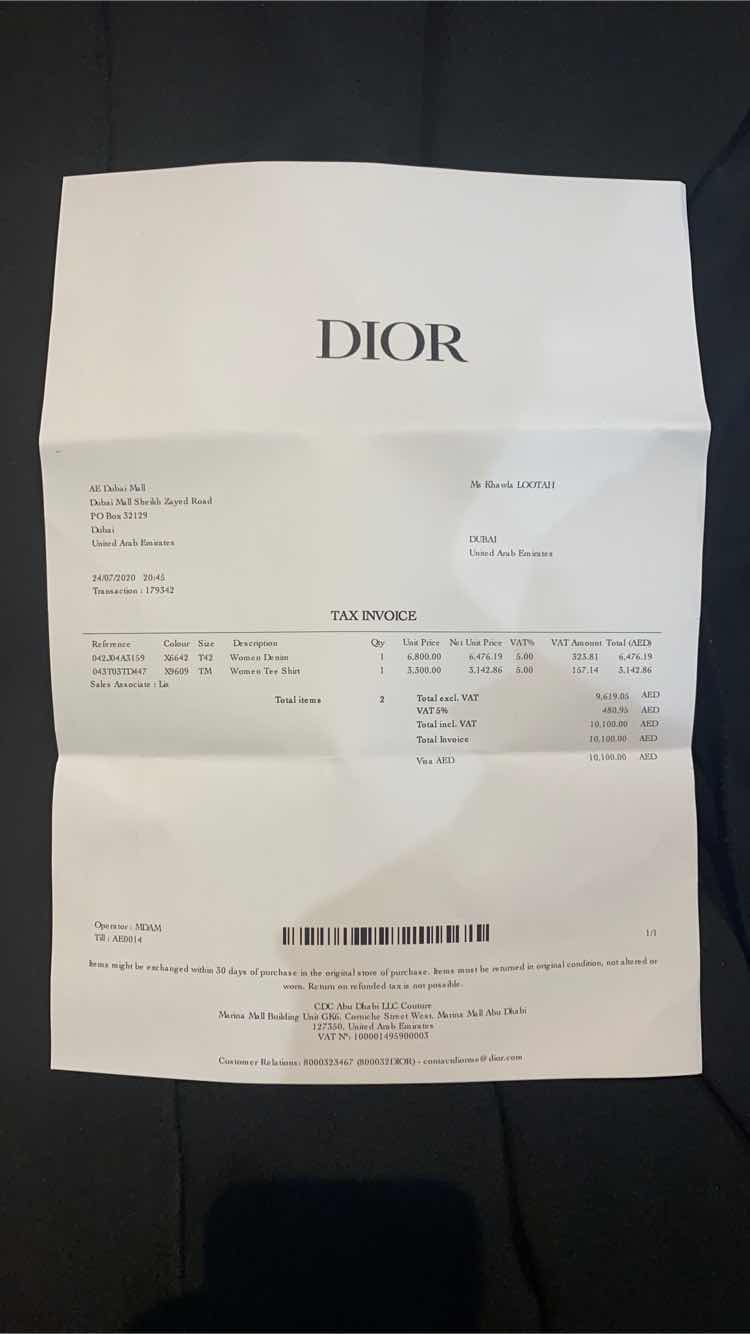 DIOR
AE Dubai Mall
Dubai Mall Sheikh Zayed Road
PO Box 32129
Dubai
United Arab Emirates
Ms Khawla LOOTAH
DUBAI
United Arab Emirates
24/07/2020 20:45
Transaction : 179342
TAX INVOICE
Reference Colour Size Description Qty Unit Price Net Unit Price VAT% VAT Amount Total (AED)
042J04A3159 X6642 T42 Women Denim 1 6,800.00 6,476.19 5.00 323.81 6,476.19
043T03TD447 X9609 TM Women Tee Shirt 1 3,300.00 3,142.86 5.00 157.14 3,142.86
Sales Associate : Lis
Total items 2 Total excl. VAT 9,619.05 AED
VAT 5% 480.95 AED
Total incl. VAT 10,100.00 AED
Total Invoice 10,100.00 AED
Visa AED 10,100.00 AED
Operator : MDAM
Till : AE0014
1/1
Items might be exchanged within 30 days of purchase in the original store of purchase. Items must be returned in original condition, not altered or
worn. Return on refunded tax is not possible.
CDC Abu Dhabi LLC Couture
Marina Mall Building Unit GK6, Corniche Street West, Marina Mall Abu Dhabi
127350, United Arab Emirates
VAT N°: 100001495900003
Customer Relations: 8000323467 (800032DIOR) - contactdiorme@dior.com